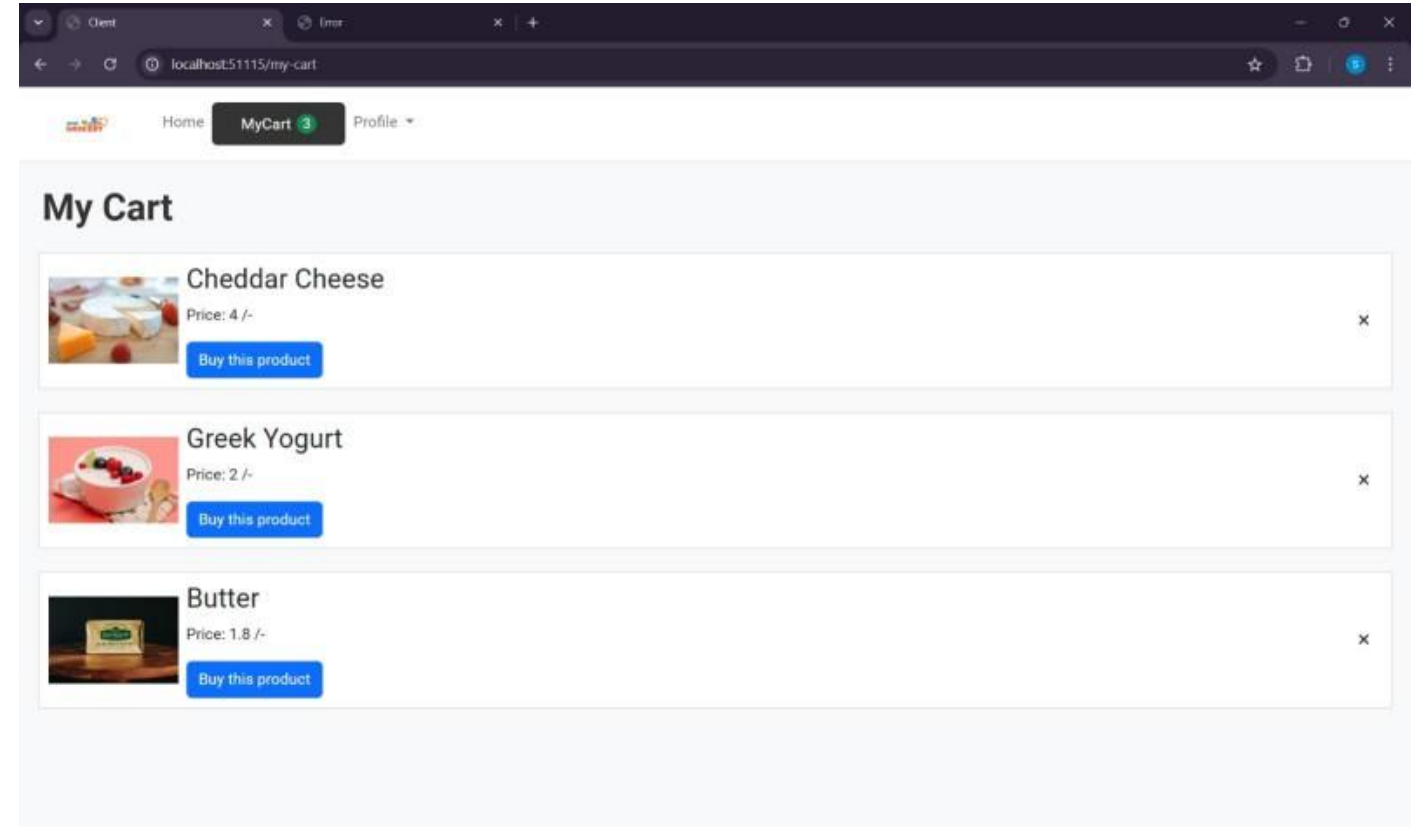 Client
Error
localhost:51115/my-cart
S
GROCERY
Home
MyCart 3
Profile
My Cart
Cheddar Cheese
Price: 4 /-
Buy this product
Greek Yogurt
Price: 2 /-
Buy this product
Butter
Price: 1.8 /-
Buy this product